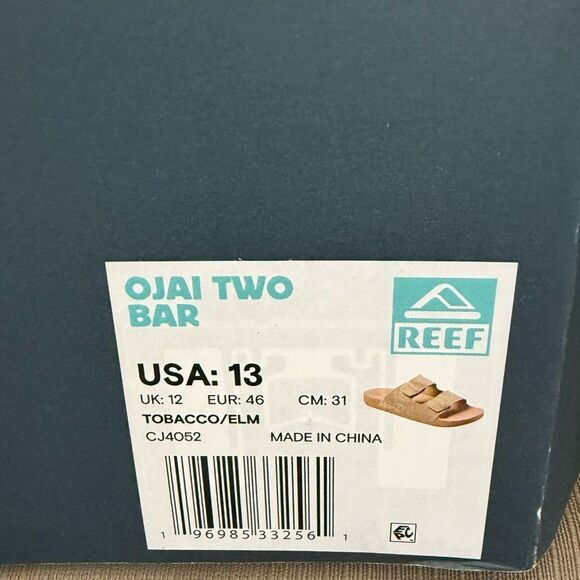 OJAI TWO
BAR
REEF
USA: 13
UK: 12 EUR: 46 CM: 31
TOBACCO/ELM
CJ4052 MADE IN CHINA
1 96985 33256 1